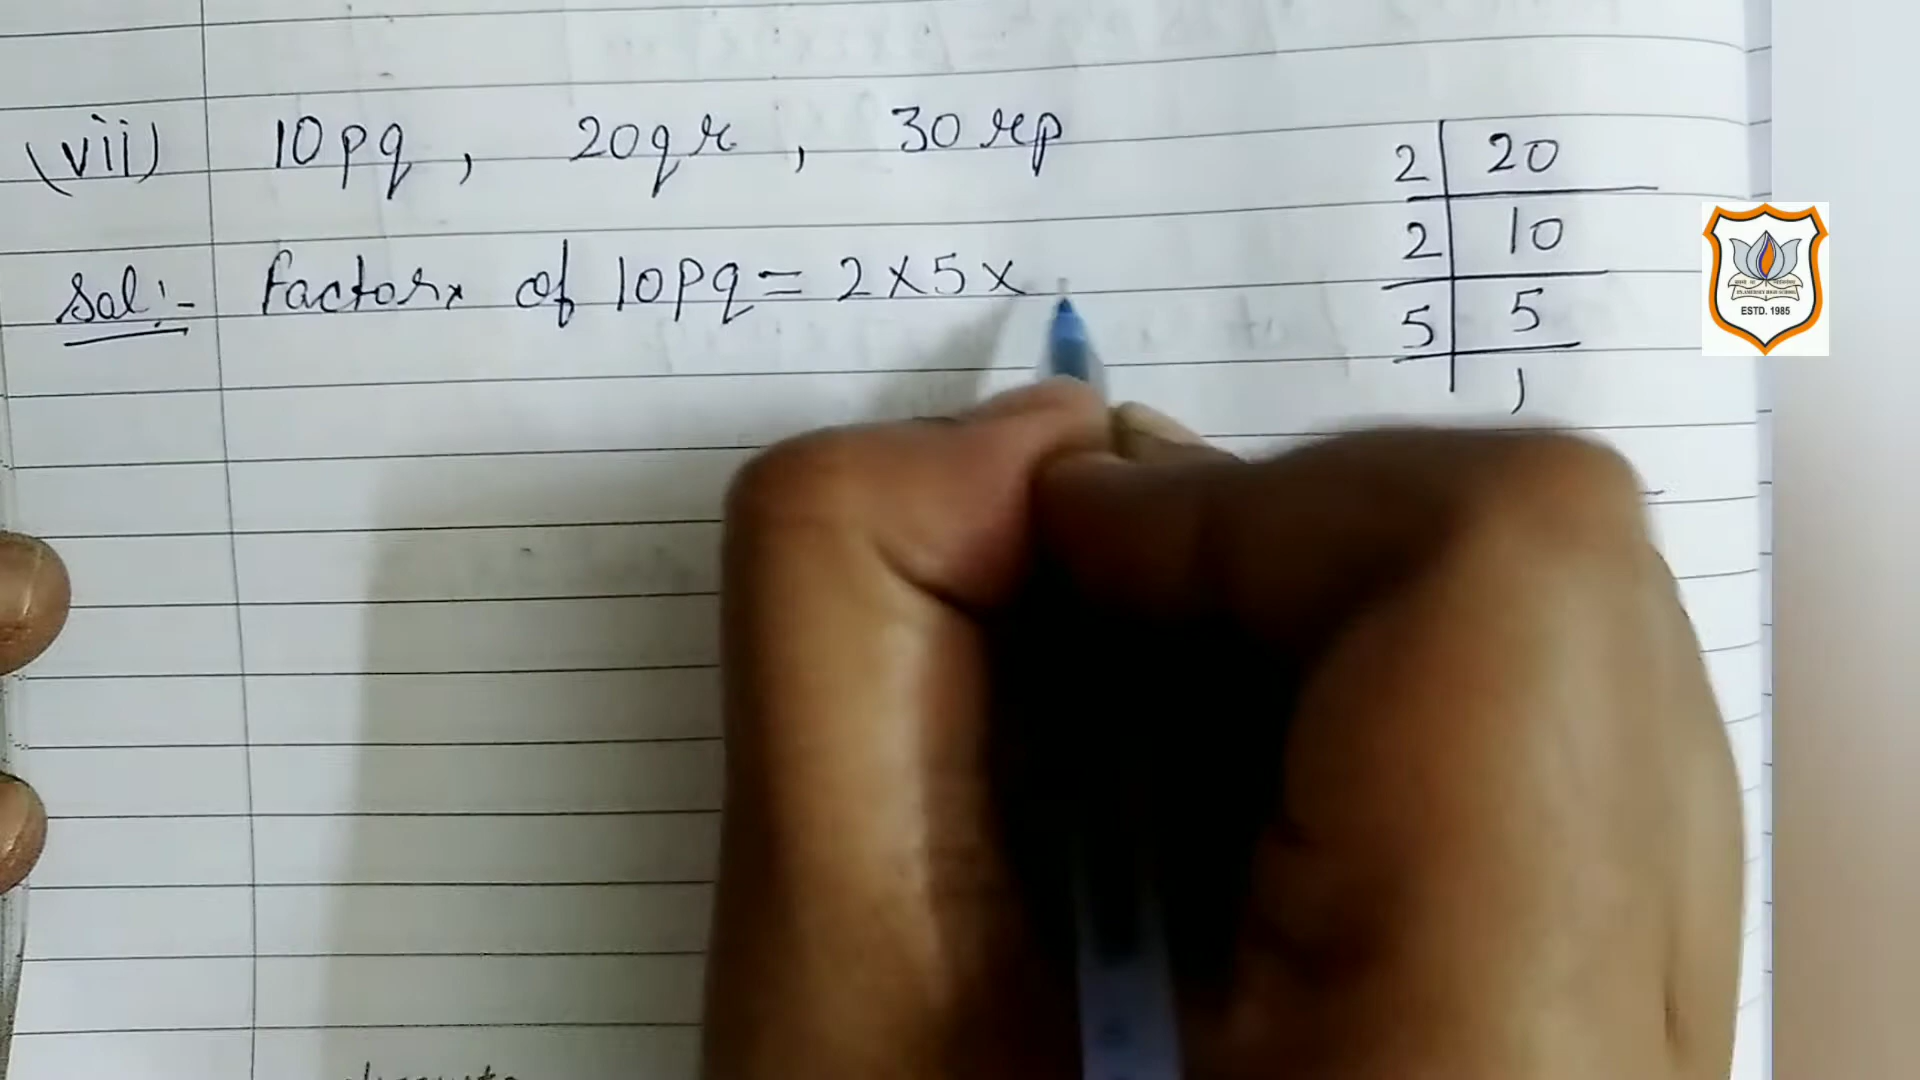 (vii) 10pq, 20qr, 30rp
Sol:- Factors of 10pq = 2×5×
2 | 20
2 | 10
5 | 5
1
ESTD. 1985